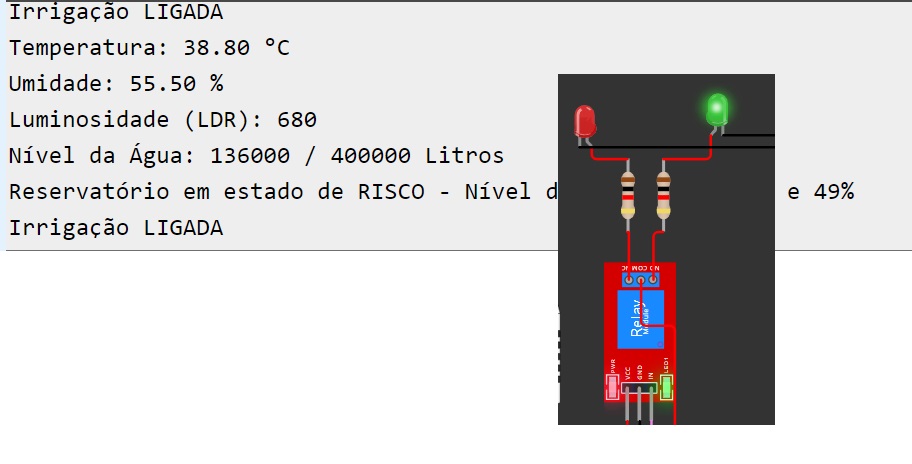 Irrigação LIGADA
Temperatura: 38.80 °C
Umidade: 55.50 %
Luminosidade (LDR): 680
Nível da Água: 136000 / 400000 Litros
Reservatório em estado de RISCO - Nível d e 49%
Irrigação LIGADA
NC COM NO
Relay
Module
PWR
VCC
GND
IN
LED1